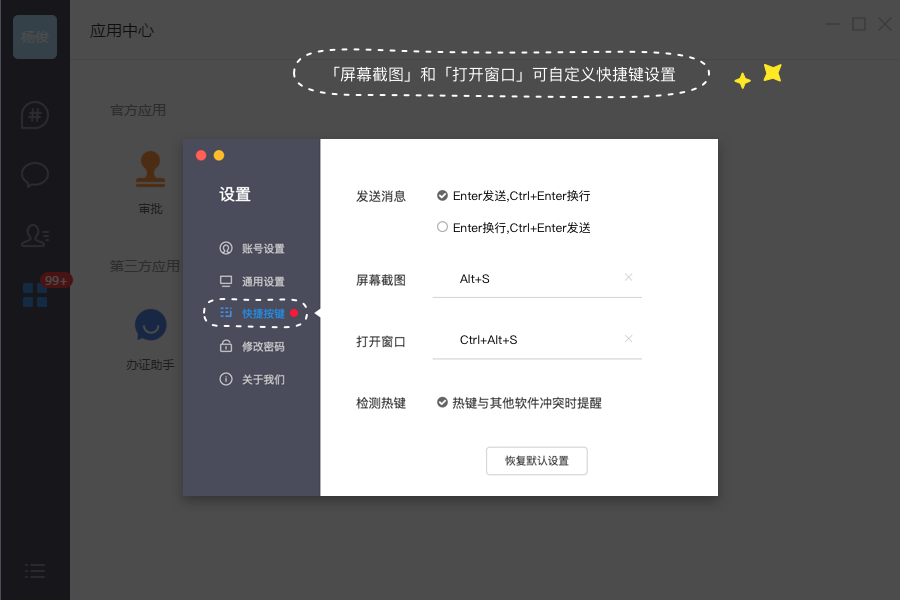 杨俊
应用中心
「屏幕截图」和「打开窗口」可自定义快捷键设置
官方应用
审批
第三方应用
99+
办证助手
设置
账号设置
通用设置
快捷按键
修改密码
关于我们
发送消息
Enter发送,Ctrl+Enter换行
Enter换行,Ctrl+Enter发送
屏幕截图
Alt+S
打开窗口
Ctrl+Alt+S
检测热键
热键与其他软件冲突时提醒
恢复默认设置